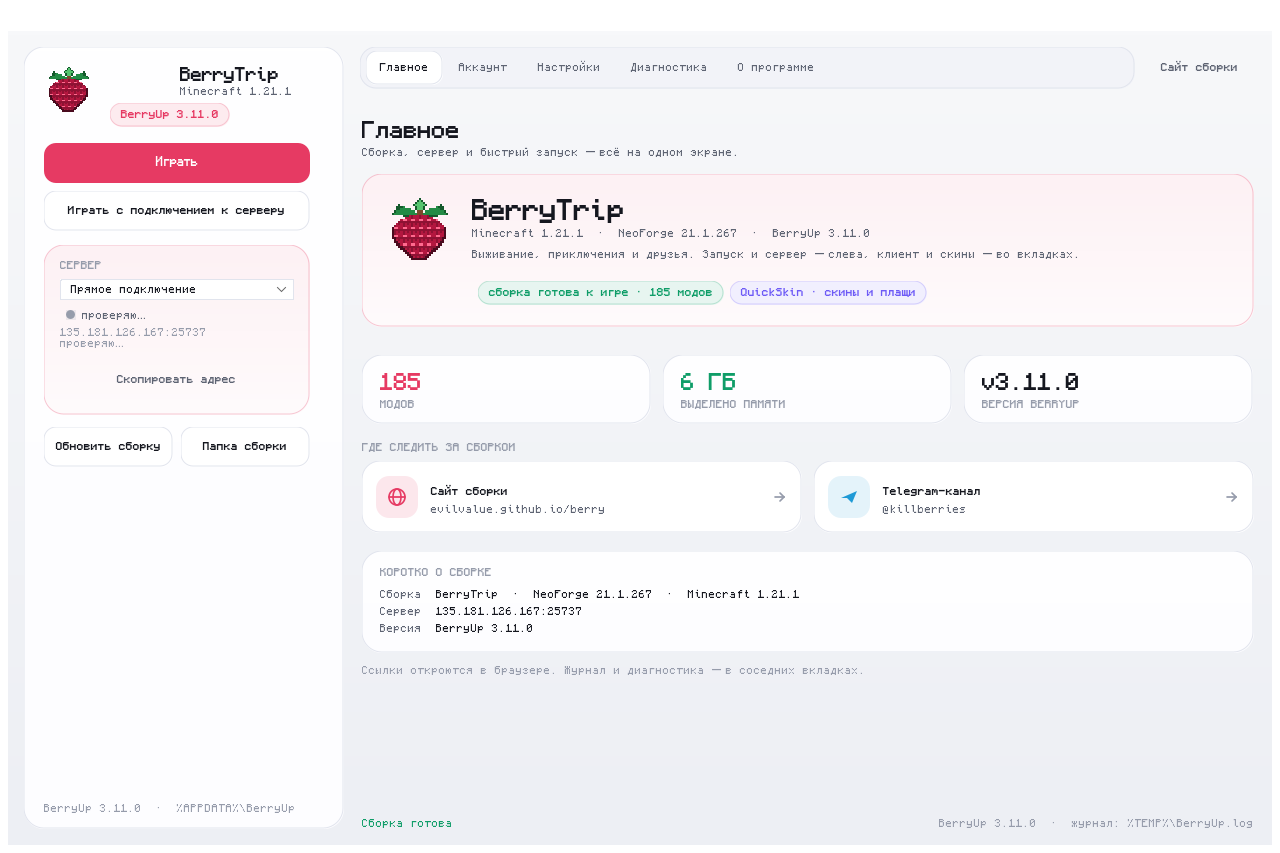 BerryTrip
Minecraft 1.21.1
BerryUp 3.11.0
Играть
Играть с подключением к серверу
СЕРВЕР
Прямое подключение
проверяю...
135.181.126.167:25737
проверяю...
Скопировать адрес
Обновить сборку
Папка сборки
BerryUp 3.11.0 · %APPDATA%\BerryUp
Главное
Аккаунт
Настройки
Диагностика
О программе
Сайт сборки
Главное
Сборка, сервер и быстрый запуск — всё на одном экране.
BerryTrip
Minecraft 1.21.1 · NeoForge 21.1.267 · BerryUp 3.11.0
Выживание, приключения и друзья. Запуск и сервер — слева, клиент и скины — во вкладках.
сборка готова к игре · 185 модов
QuickSkin · скины и плащи
185
МОДОВ
6 ГБ
ВЫДЕЛЕНО ПАМЯТИ
v3.11.0
ВЕРСИЯ BERRYUP
ГДЕ СЛЕДИТЬ ЗА СБОРКОЙ
Сайт сборки
evilvalue.github.io/berry
Telegram-канал
@killberries
КОРОТКО О СБОРКЕ
Сборка BerryTrip · NeoForge 21.1.267 · Minecraft 1.21.1
Сервер 135.181.126.167:25737
Версия BerryUp 3.11.0
Ссылки откроются в браузере. Журнал и диагностика — в соседних вкладках.
Сборка готова
BerryUp 3.11.0 · журнал: %TEMP%\BerryUp.log